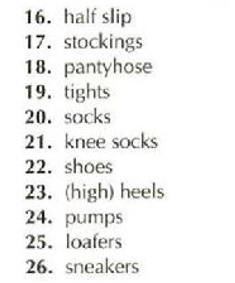 16. half slip
17. stockings
18. pantyhose
19. tights
20. socks
21. knee socks
22. shoes
23. (high) heels
24. pumps
25. loafers
26. sneakers